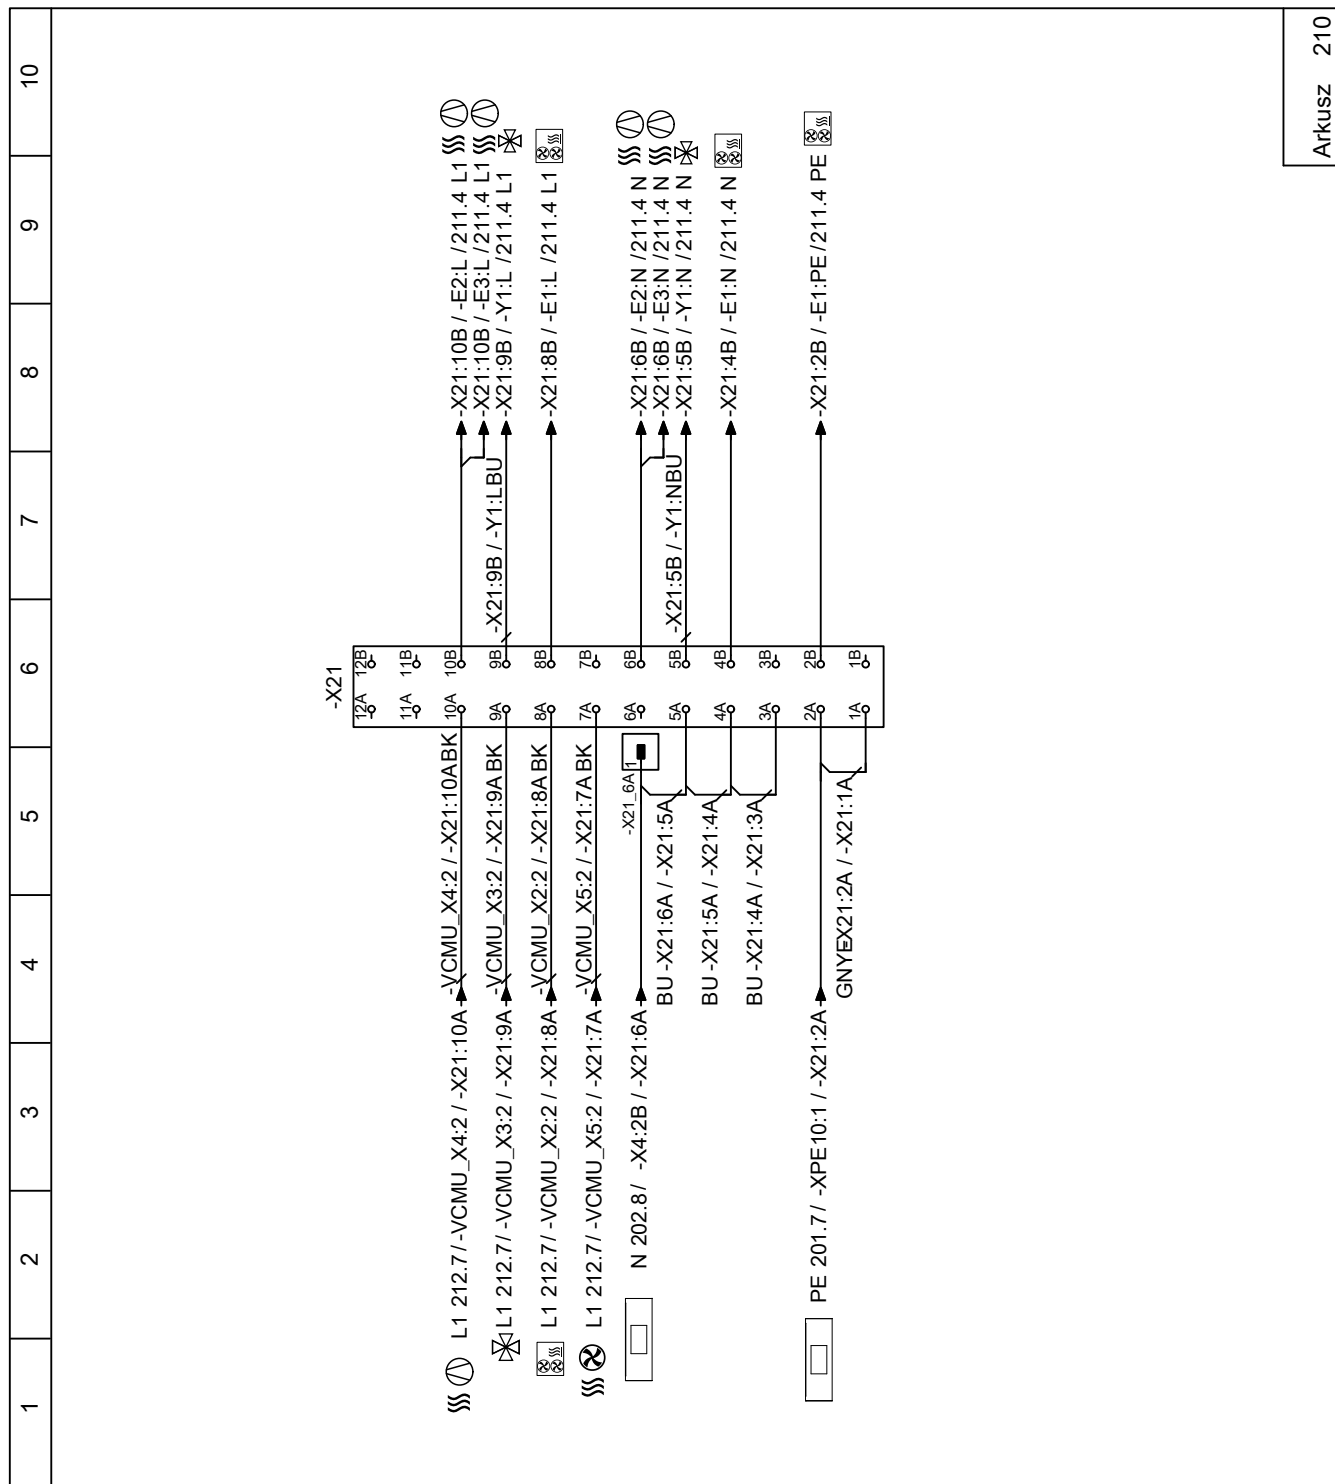 1
2
3
4
5
6
7
8
9
10
Arkusz 210
-X21
12A 12B
11A 11B
10A 10B
9A 9B
8A 8B
7A 7B
6A 6B
5A 5B
4A 4B
3A 3B
2A 2B
1A 1B
L1 212.7/ -VCMU_X4:2 / -X21:10A
-VCMU_X4:2 / -X21:10A BK
-X21:10B / -E2:L / 211.4 L1
-X21:10B / -E3:L / 211.4 L1
L1 212.7/ -VCMU_X3:2 / -X21:9A
-VCMU_X3:2 / -X21:9A BK
-X21:9B / -Y1:L BU
-X21:9B / -Y1:L / 211.4 L1
L1 212.7/ -VCMU_X2:2 / -X21:8A
-VCMU_X2:2 / -X21:8A BK
-X21:8B / -E1:L / 211.4 L1
L1 212.7/ -VCMU_X5:2 / -X21:7A
-VCMU_X5:2 / -X21:7A BK
N 202.8 / -X4:2B / -X21:6A
-X21_6A 1
-X21:6B / -E2:N / 211.4 N
-X21:6B / -E3:N / 211.4 N
BU -X21:6A / -X21:5A
-X21:5B / -Y1:N BU
-X21:5B / -Y1:N / 211.4 N
BU -X21:5A / -X21:4A
-X21:4B / -E1:N / 211.4 N
BU -X21:4A / -X21:3A
PE 201.7 / -XPE10:1 / -X21:2A
-X21:2B / -E1:PE / 211.4 PE
GNYE -X21:2A / -X21:1A